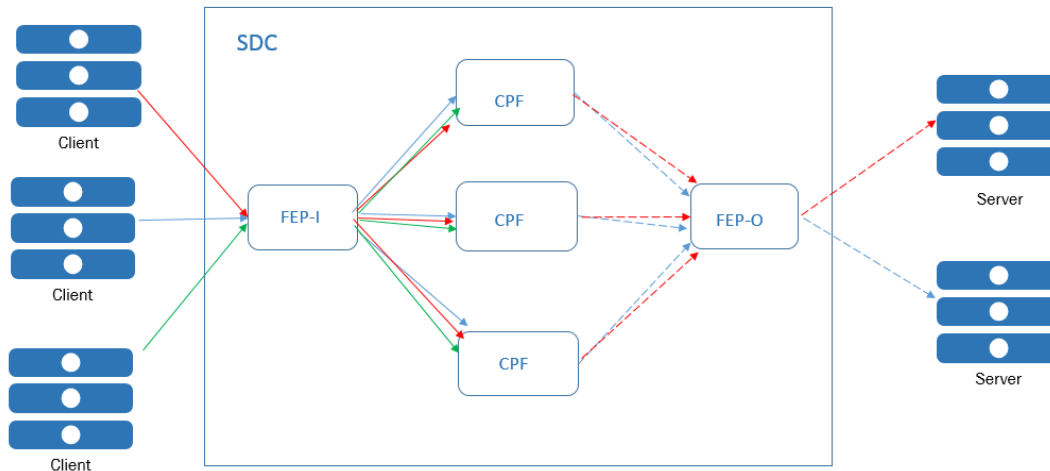 SDC
Client
Client
Client
FEP-I
CPF
CPF
CPF
FEP-O
Server
Server